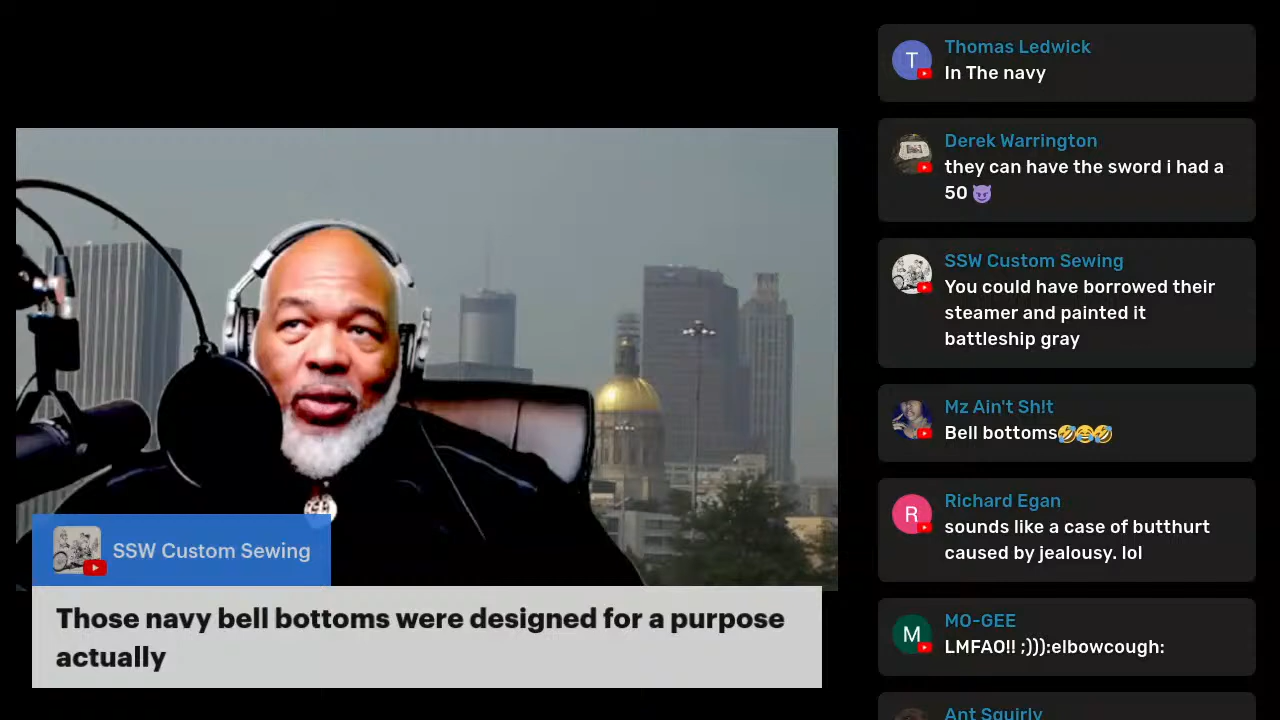 SSW Custom Sewing
Those navy bell bottoms were designed for a purpose
actually
T
Thomas Ledwick
In The navy
Derek Warrington
they can have the sword i had a
50 😈
SSW Custom Sewing
You could have borrowed their
steamer and painted it
battleship gray
Mz Ain't Sh!t
Bell bottoms🤣😂🤣
R
Richard Egan
sounds like a case of butthurt
caused by jealousy. lol
M
MO-GEE
LMFAO!! ;))):elbowcough:
Ant Squirly